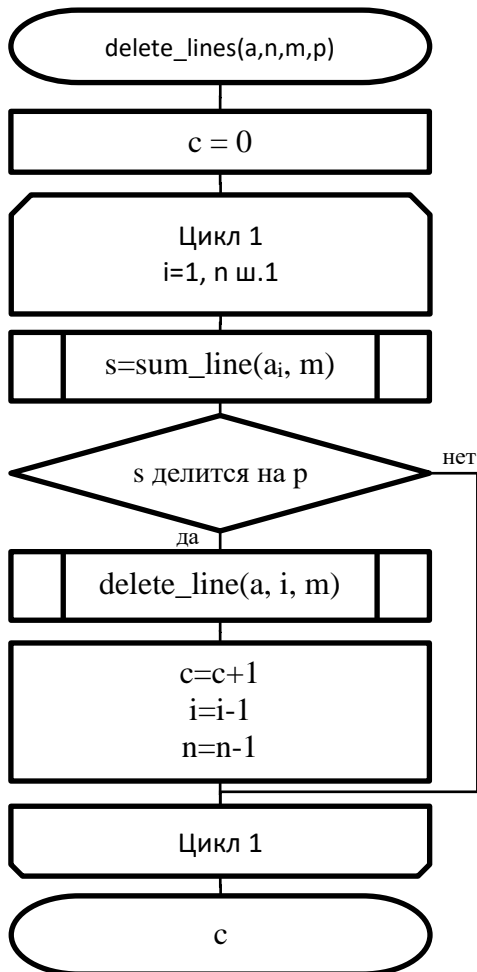 delete_lines(a,n,m,p)
c = 0
Цикл 1
i=1, n ш.1
s=sum_line(aᵢ, m)
s делится на p
нет
да
delete_line(a, i, m)
c=c+1
i=i-1
n=n-1
Цикл 1
c